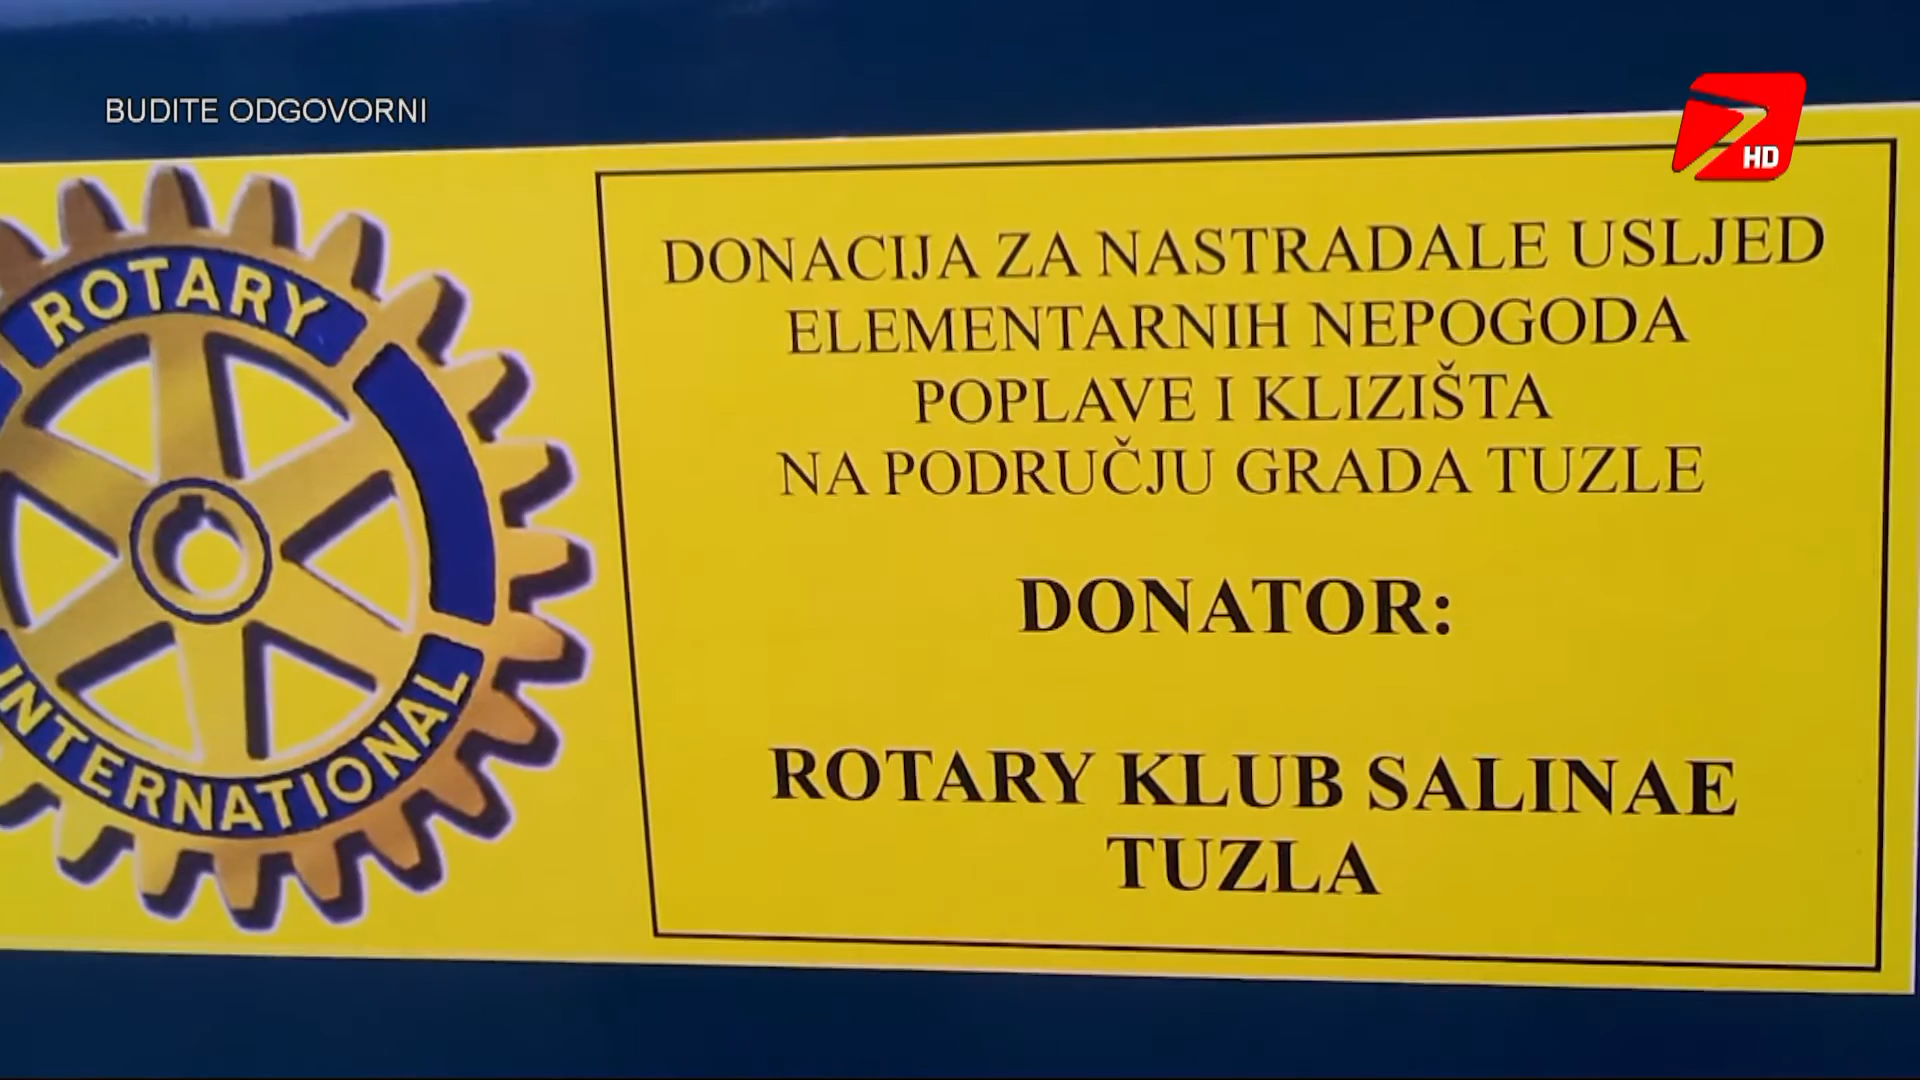 BUDITE ODGOVORNI
HD
ROTARY
INTERNATIONAL
DONACIJA ZA NASTRADALE USLJED
ELEMENTARNIH NEPOGODA
POPLAVE I KLIZIŠTA
NA PODRUČJU GRADA TUZLE
DONATOR:
ROTARY KLUB SALINAE
TUZLA